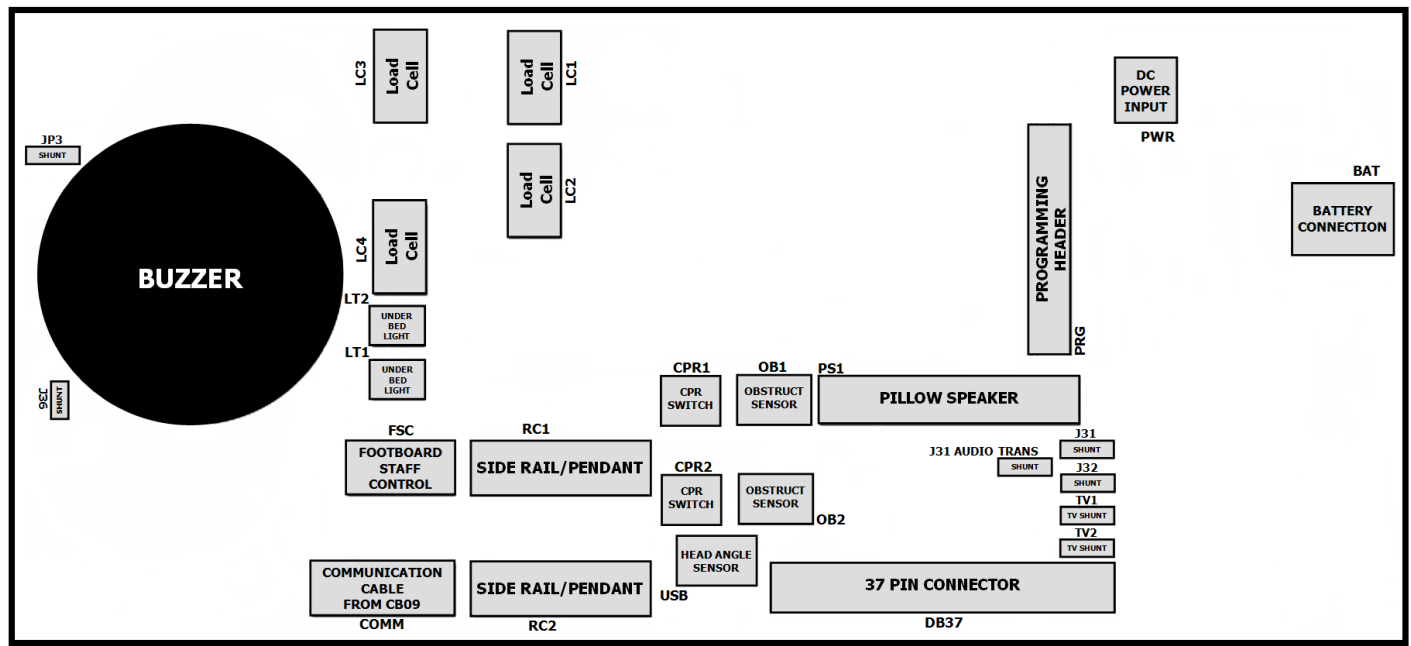 LC3
Load
Cell
Load
Cell
LC1
DC
POWER
INPUT
PWR
JP3
SHUNT
Load
Cell
LC2
PROGRAMMING
HEADER
PRG
BAT
BATTERY
CONNECTION
BUZZER
LC4
Load
Cell
LT2
UNDER
BED
LIGHT
LT1
UNDER
BED
LIGHT
J36
SHUNT
CPR1
CPR
SWITCH
OB1
OBSTRUCT
SENSOR
PS1
PILLOW SPEAKER
FSC
FOOTBOARD
STAFF
CONTROL
RC1
SIDE RAIL/PENDANT
CPR2
CPR
SWITCH
OBSTRUCT
SENSOR
OB2
J31 AUDIO TRANS
SHUNT
J31
SHUNT
J32
SHUNT
TV1
TV SHUNT
TV2
TV SHUNT
COMMUNICATION
CABLE
FROM CB09
COMM
SIDE RAIL/PENDANT
RC2
HEAD ANGLE
SENSOR
USB
37 PIN CONNECTOR
DB37